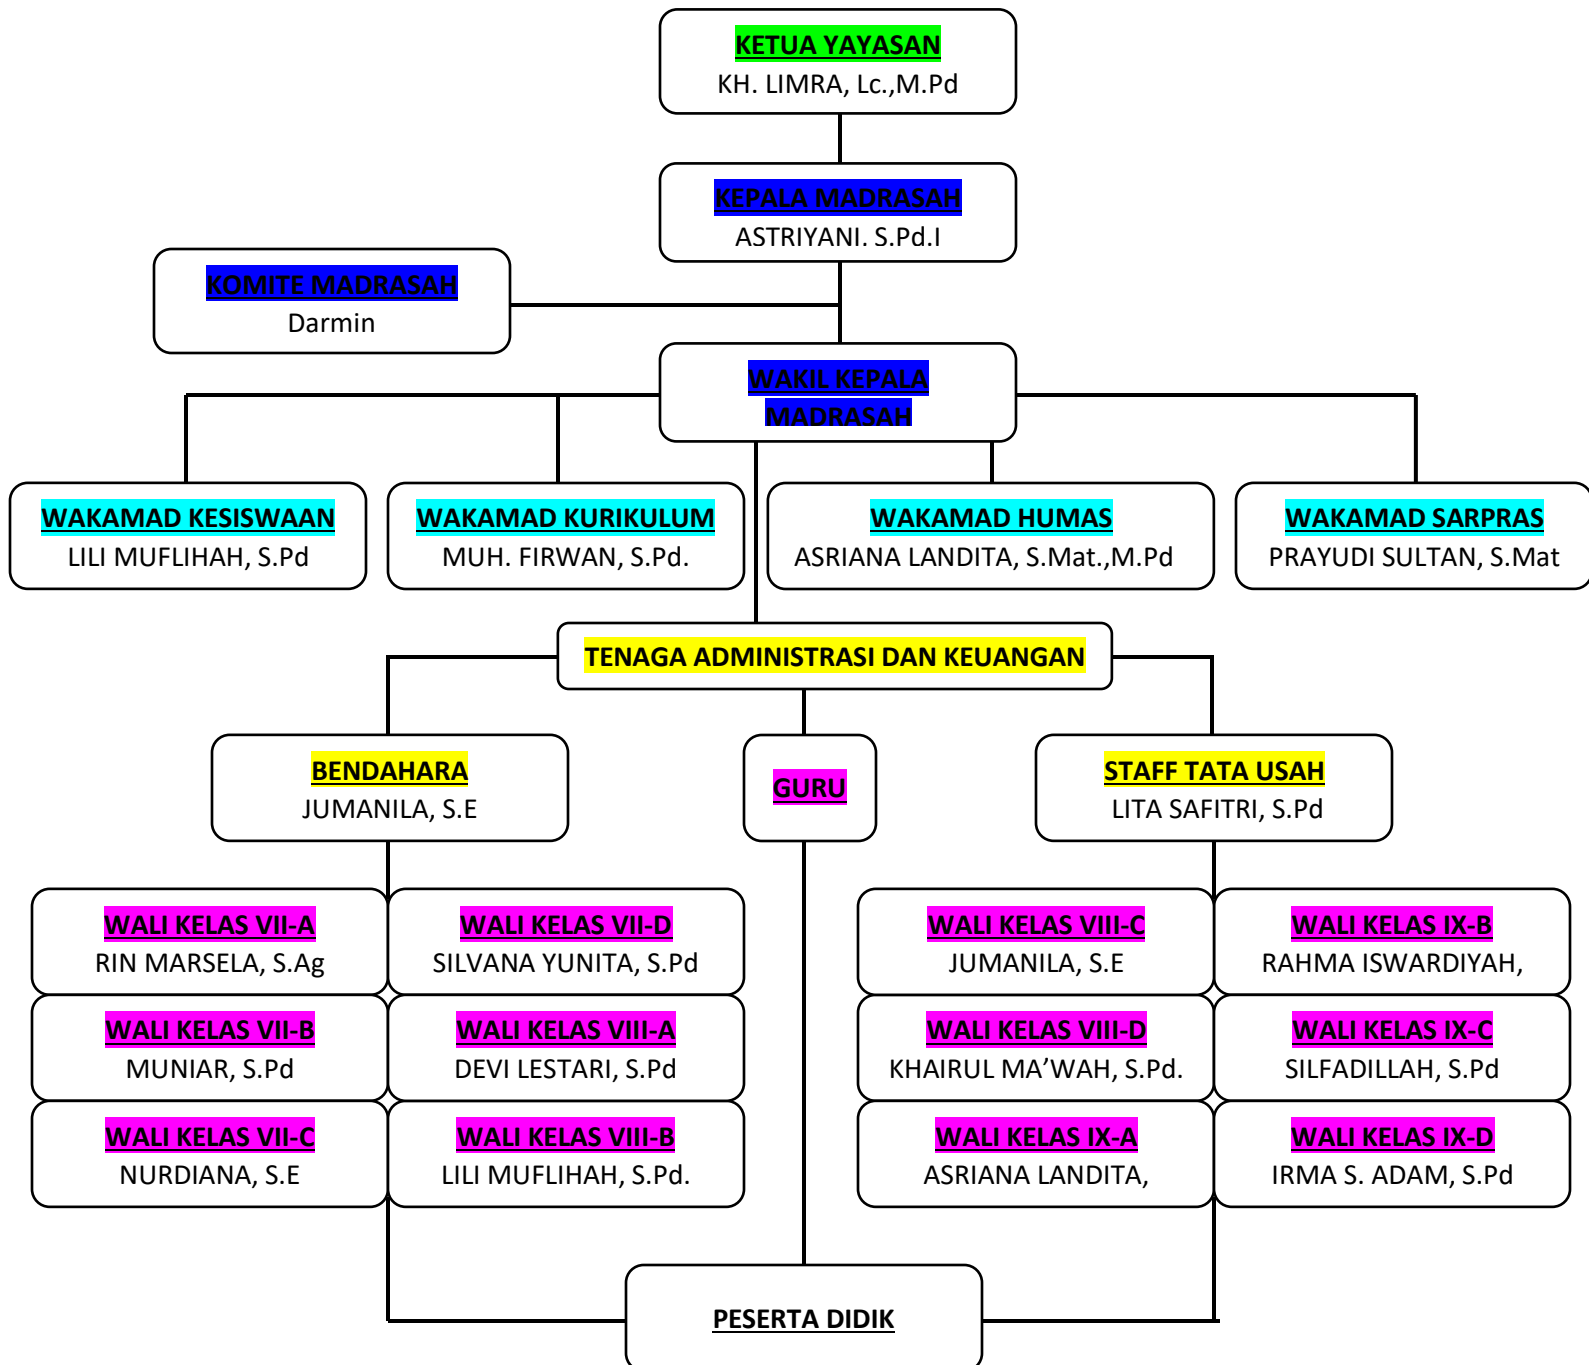 KETUA YAYASAN
KH. LIMRA, Lc.,M.Pd
KEPALA MADRASAH
ASTRIYANI. S.Pd.I
KOMITE MADRASAH
Darmin
WAKIL KEPALA
MADRASAH
WAKAMAD KESISWAAN
LILI MUFLIHAH, S.Pd
WAKAMAD KURIKULUM
MUH. FIRWAN, S.Pd.
WAKAMAD HUMAS
ASRIANA LANDITA, S.Mat.,M.Pd
WAKAMAD SARPRAS
PRAYUDI SULTAN, S.Mat
TENAGA ADMINISTRASI DAN KEUANGAN
BENDAHARA
JUMANILA, S.E
GURU
STAFF TATA USAH
LITA SAFITRI, S.Pd
WALI KELAS VII-A
RIN MARSELA, S.Ag
WALI KELAS VII-D
SILVANA YUNITA, S.Pd
WALI KELAS VIII-C
JUMANILA, S.E
WALI KELAS IX-B
RAHMA ISWARDIYAH,
WALI KELAS VII-B
MUNIAR, S.Pd
WALI KELAS VIII-A
DEVI LESTARI, S.Pd
WALI KELAS VIII-D
KHAIRUL MA’WAH, S.Pd.
WALI KELAS IX-C
SILFADILLAH, S.Pd
WALI KELAS VII-C
NURDIANA, S.E
WALI KELAS VIII-B
LILI MUFLIHAH, S.Pd.
WALI KELAS IX-A
ASRIANA LANDITA,
WALI KELAS IX-D
IRMA S. ADAM, S.Pd
PESERTA DIDIK